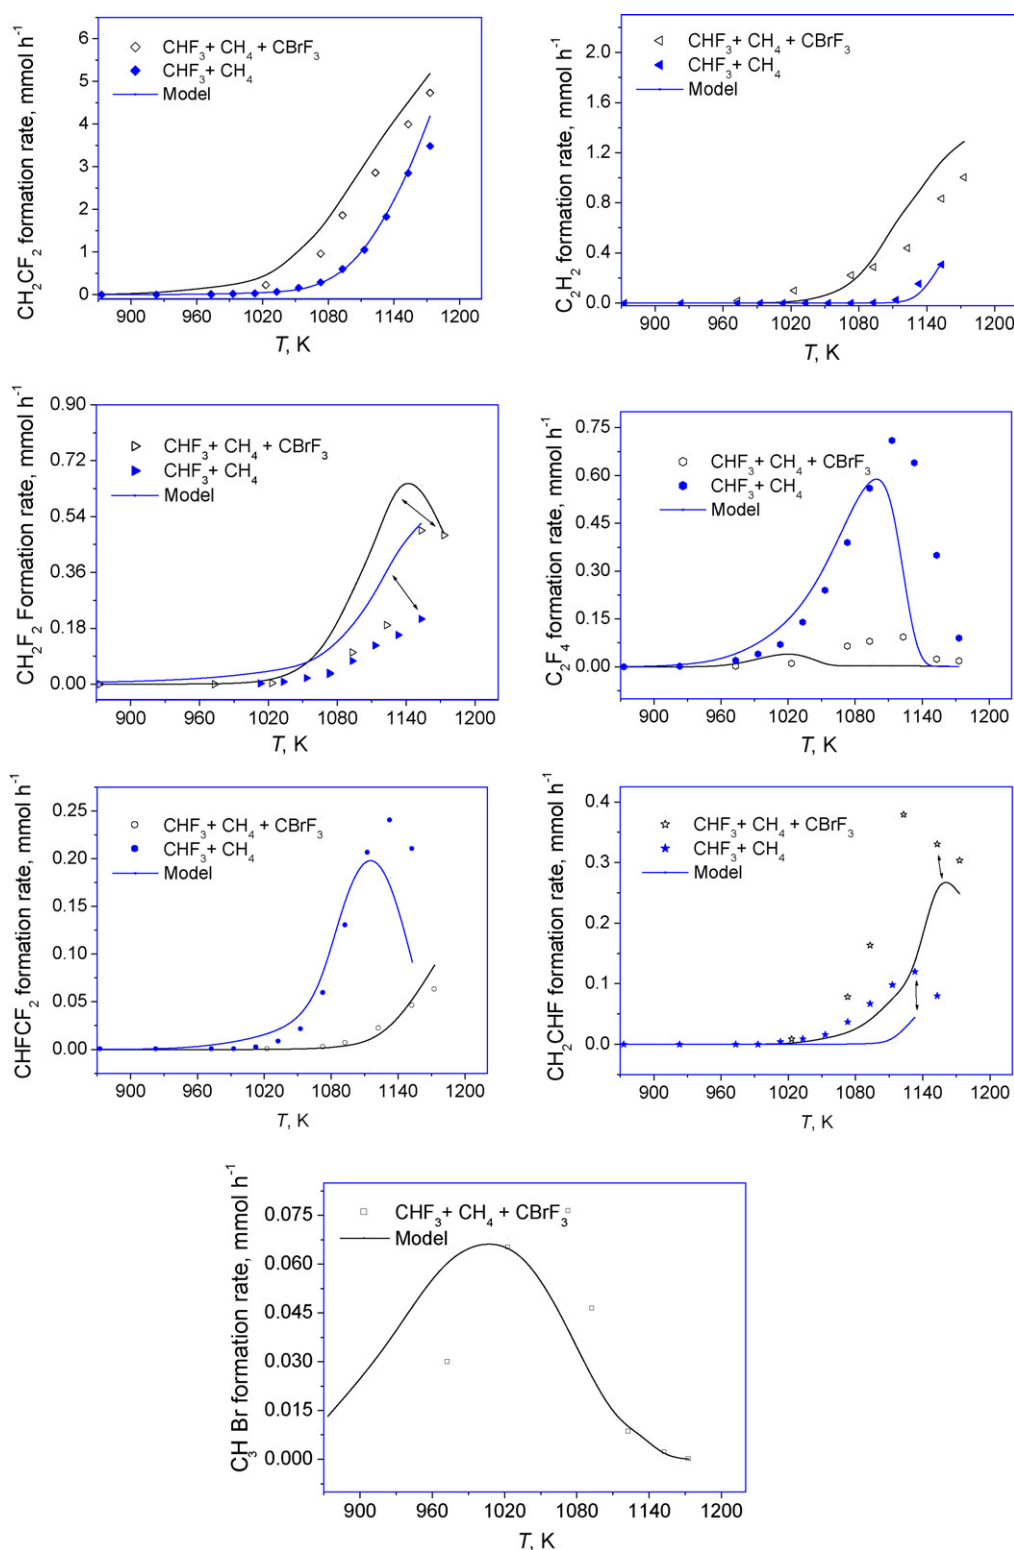 CH₂CF₂ formation rate, mmol h⁻¹
6
5
4
3
2
1
0
CHF₃+ CH₄ + CBrF₃
CHF₃+ CH₄
Model
900 960 1020 1080 1140 1200
T, K
C₂H₂ formation rate, mmol h⁻¹
2.0
1.6
1.2
0.8
0.4
0.0
CHF₃+ CH₄ + CBrF₃
CHF₃+ CH₄
Model
900 960 1020 1080 1140 1200
T, K
CH₂F₂ Formation rate, mmol h⁻¹
0.90
0.72
0.54
0.36
0.18
0.00
CHF₃+ CH₄ + CBrF₃
CHF₃+ CH₄
Model
900 960 1020 1080 1140 1200
T, K
C₂F₄ formation rate, mmol h⁻¹
0.75
0.60
0.45
0.30
0.15
0.00
CHF₃+ CH₄ + CBrF₃
CHF₃+ CH₄
Model
900 960 1020 1080 1140 1200
T, K
CHFCF₂ formation rate, mmol h⁻¹
0.25
0.20
0.15
0.10
0.05
0.00
CHF₃+ CH₄ + CBrF₃
CHF₃+ CH₄
Model
900 960 1020 1080 1140 1200
T, K
CH₂CHF formation rate, mmol h⁻¹
0.4
0.3
0.2
0.1
0.0
CHF₃+ CH₄ + CBrF₃
CHF₃+ CH₄
Model
900 960 1020 1080 1140 1200
T, K
CH₃Br formation rate, mmol h⁻¹
0.075
0.060
0.045
0.030
0.015
0.000
CHF₃+ CH₄ + CBrF₃
Model
900 960 1020 1080 1140 1200
T, K